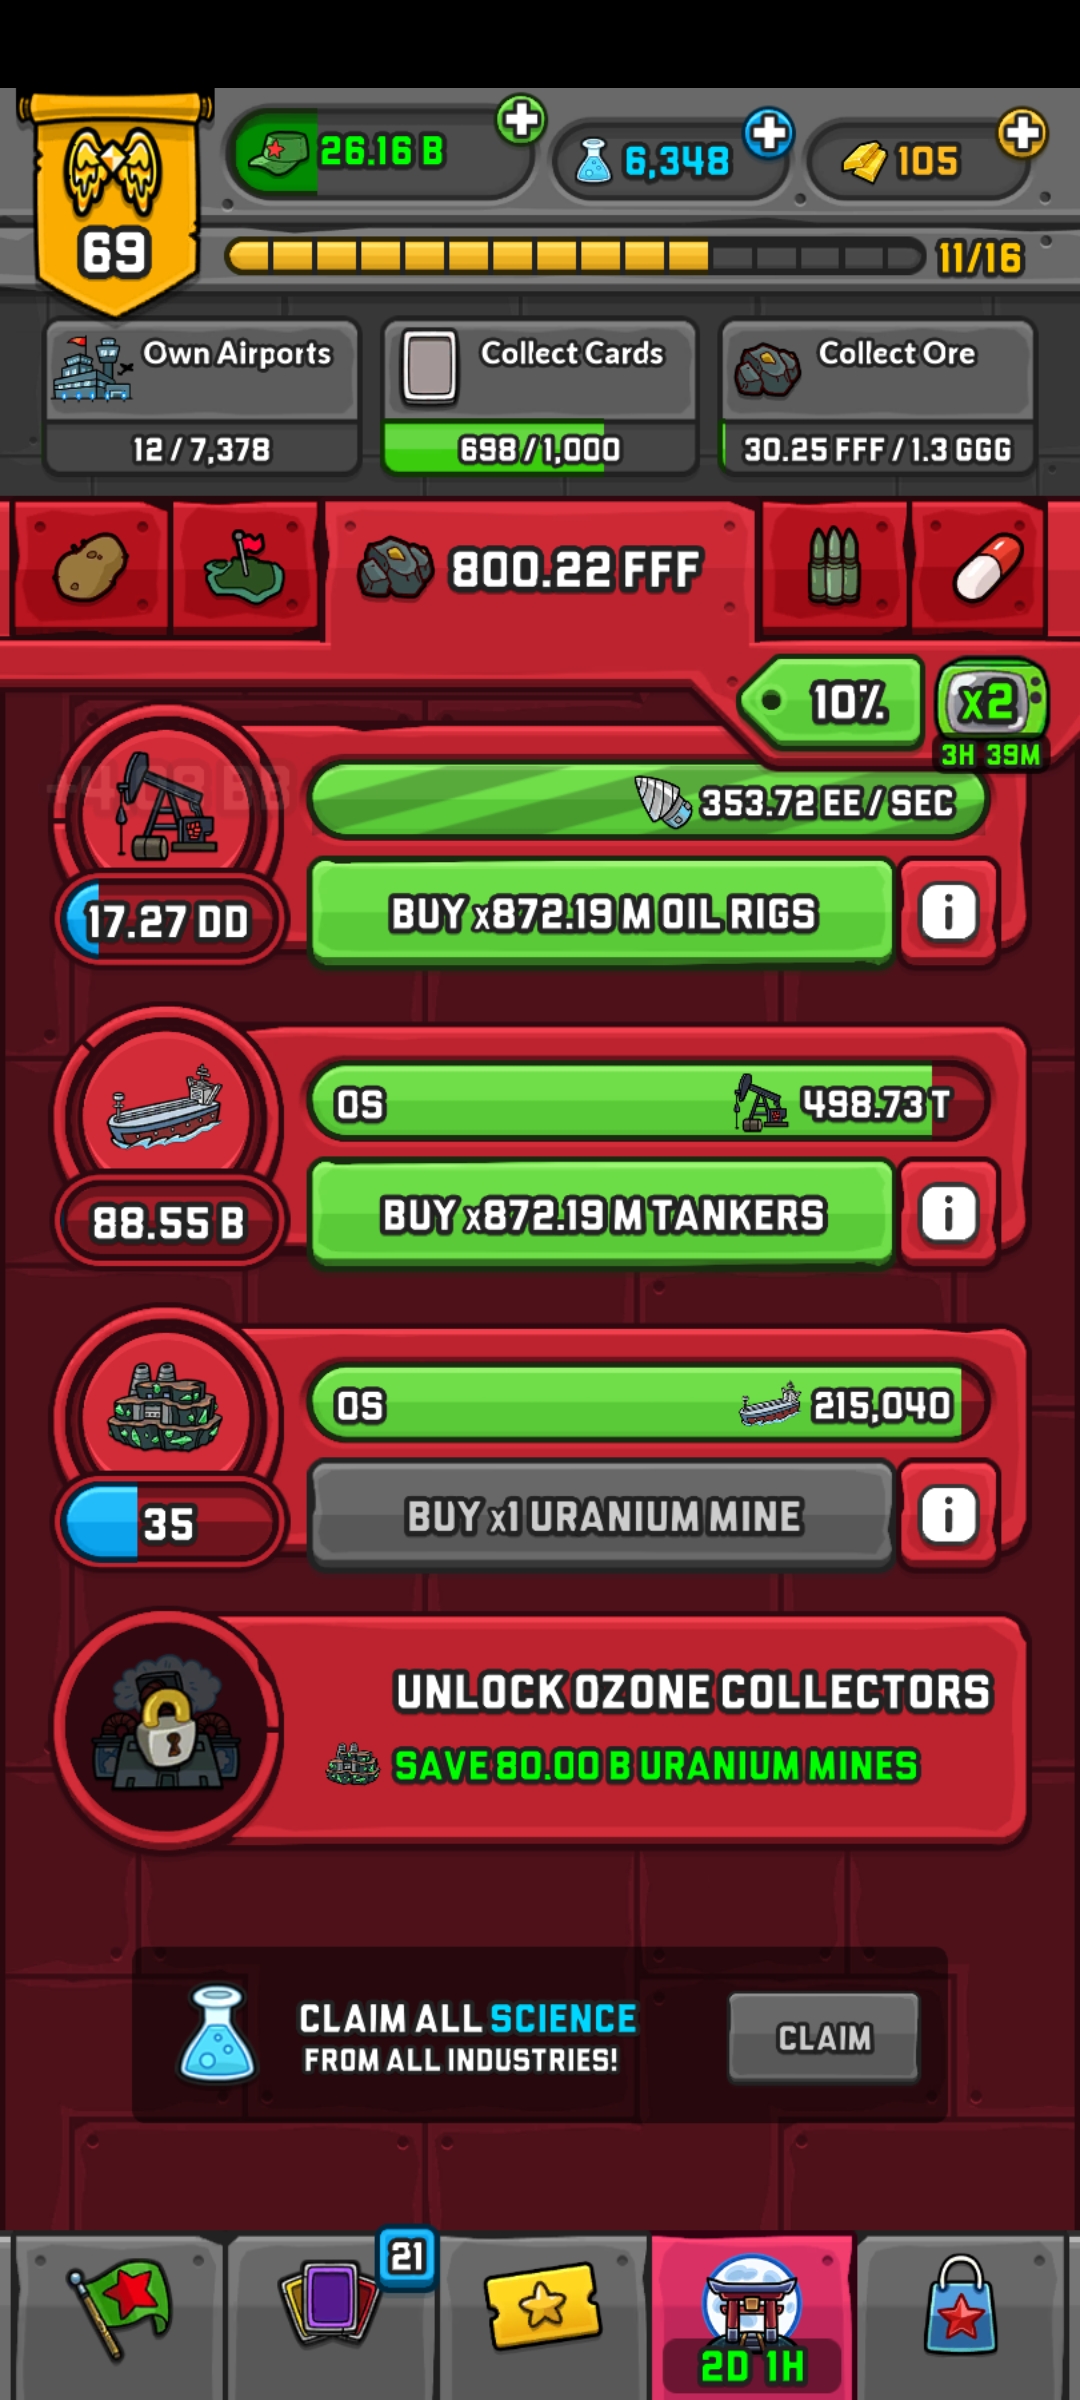 69
26.16 B
6,348
105
11/16
Own Airports
12 / 7,378
Collect Cards
698 / 1,000
Collect Ore
30.25 FFF / 1.3 GGG
800.22 FFF
10%
x2
3H 39M
353.72 EE / SEC
17.27 DD
BUY x872.19 M OIL RIGS
i
0S
498.73 T
88.55 B
BUY x872.19 M TANKERS
i
0S
215,040
35
BUY x1 URANIUM MINE
i
UNLOCK OZONE COLLECTORS
SAVE 80.00 B URANIUM MINES
CLAIM ALL SCIENCE
FROM ALL INDUSTRIES!
CLAIM
21
2D 1H